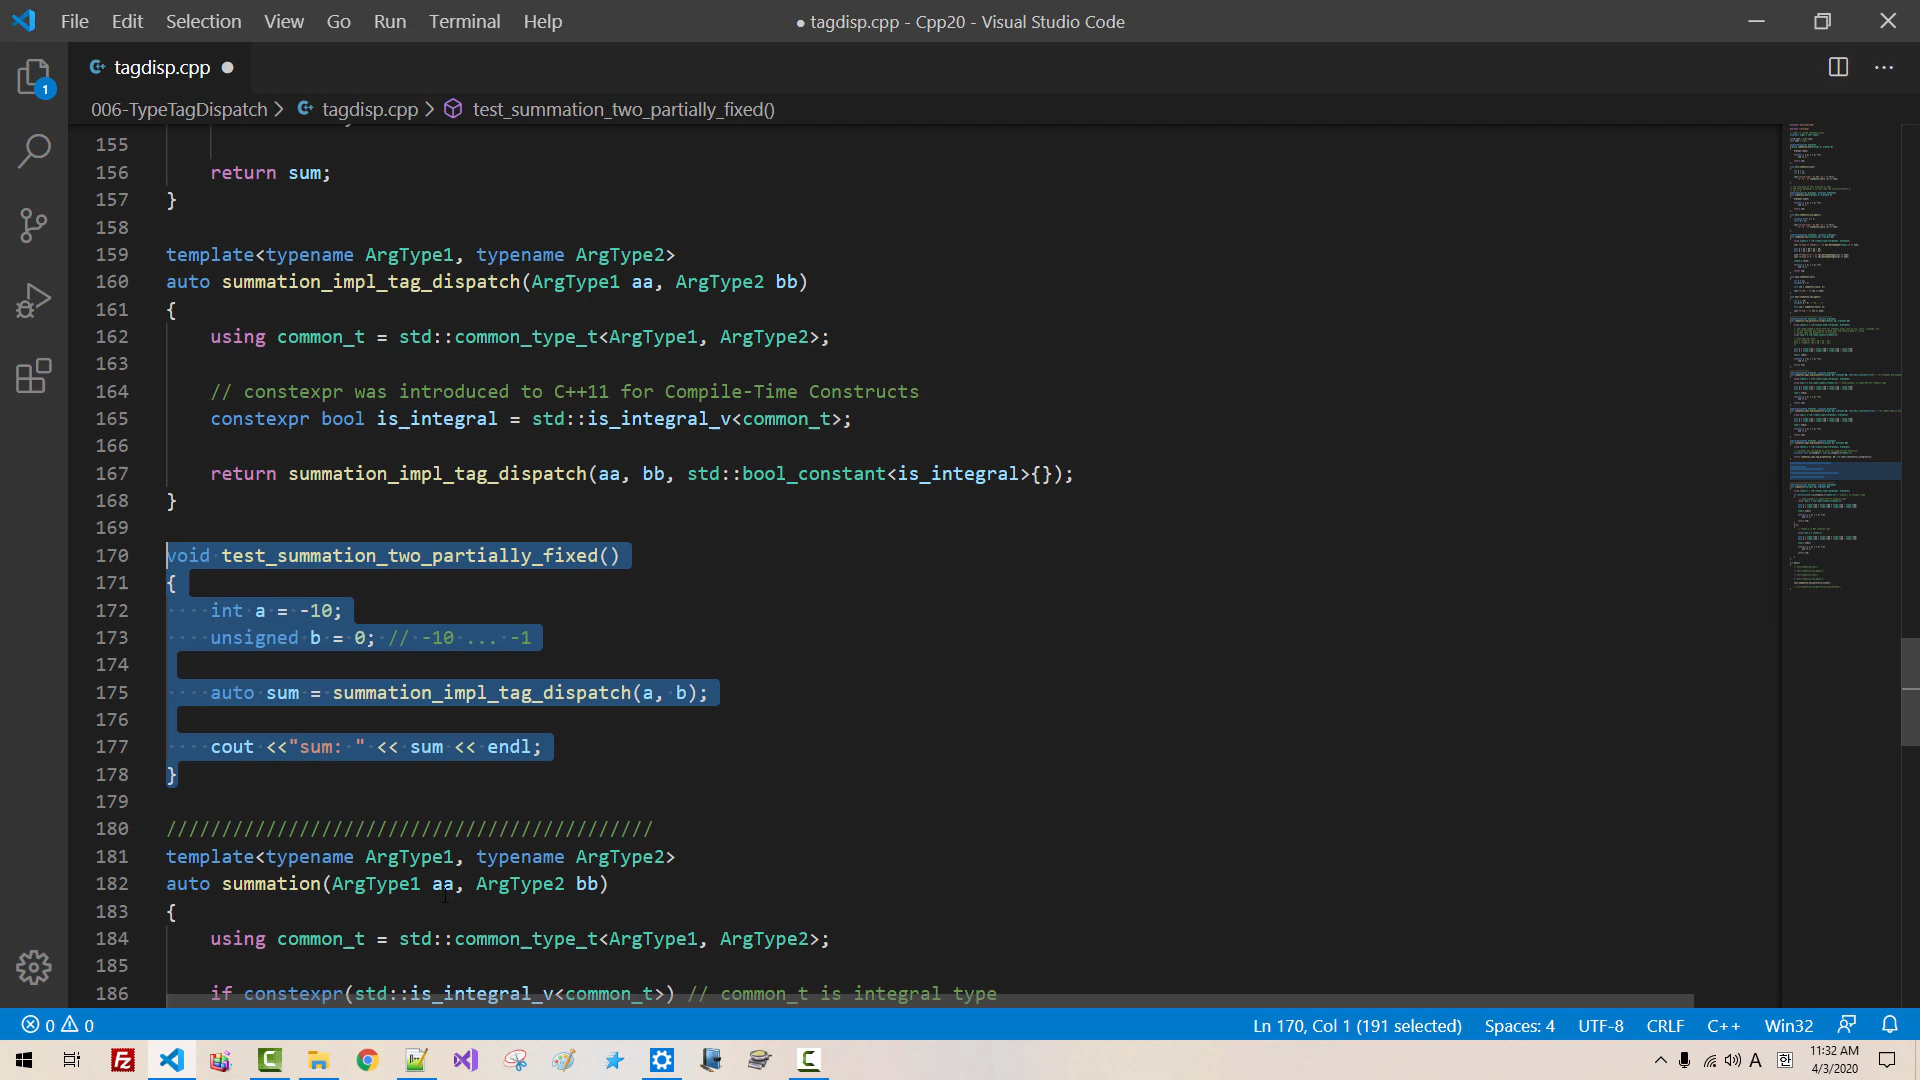 File Edit Selection View Go Run Terminal Help
● tagdisp.cpp - Cpp20 - Visual Studio Code
tagdisp.cpp ●
006-TypeTagDispatch > tagdisp.cpp > test_summation_two_partially_fixed()
1
155
156 return sum;
157 }
158
159 template<typename ArgType1, typename ArgType2>
160 auto summation_impl_tag_dispatch(ArgType1 aa, ArgType2 bb)
161 {
162 using common_t = std::common_type_t<ArgType1, ArgType2>;
163
164 // constexpr was introduced to C++11 for Compile-Time Constructs
165 constexpr bool is_integral = std::is_integral_v<common_t>;
166
167 return summation_impl_tag_dispatch(aa, bb, std::bool_constant<is_integral>{});
168 }
169
170 void test_summation_two_partially_fixed()
171 {
172 int a = -10;
173 unsigned b = 0; // -10 ... -1
174
175 auto sum = summation_impl_tag_dispatch(a, b);
176
177 cout <<"sum: " << sum << endl;
178 }
179
180 ////////////////////////////////////////////
181 template<typename ArgType1, typename ArgType2>
182 auto summation(ArgType1 aa, ArgType2 bb)
183 {
184 using common_t = std::common_type_t<ArgType1, ArgType2>;
185
186 if constexpr(std::is_integral_v<common_t>) // common_t is integral type
0 0 Ln 170, Col 1 (191 selected) Spaces: 4 UTF-8 CRLF C++ Win32
A 한 11:32 AM
4/3/2020